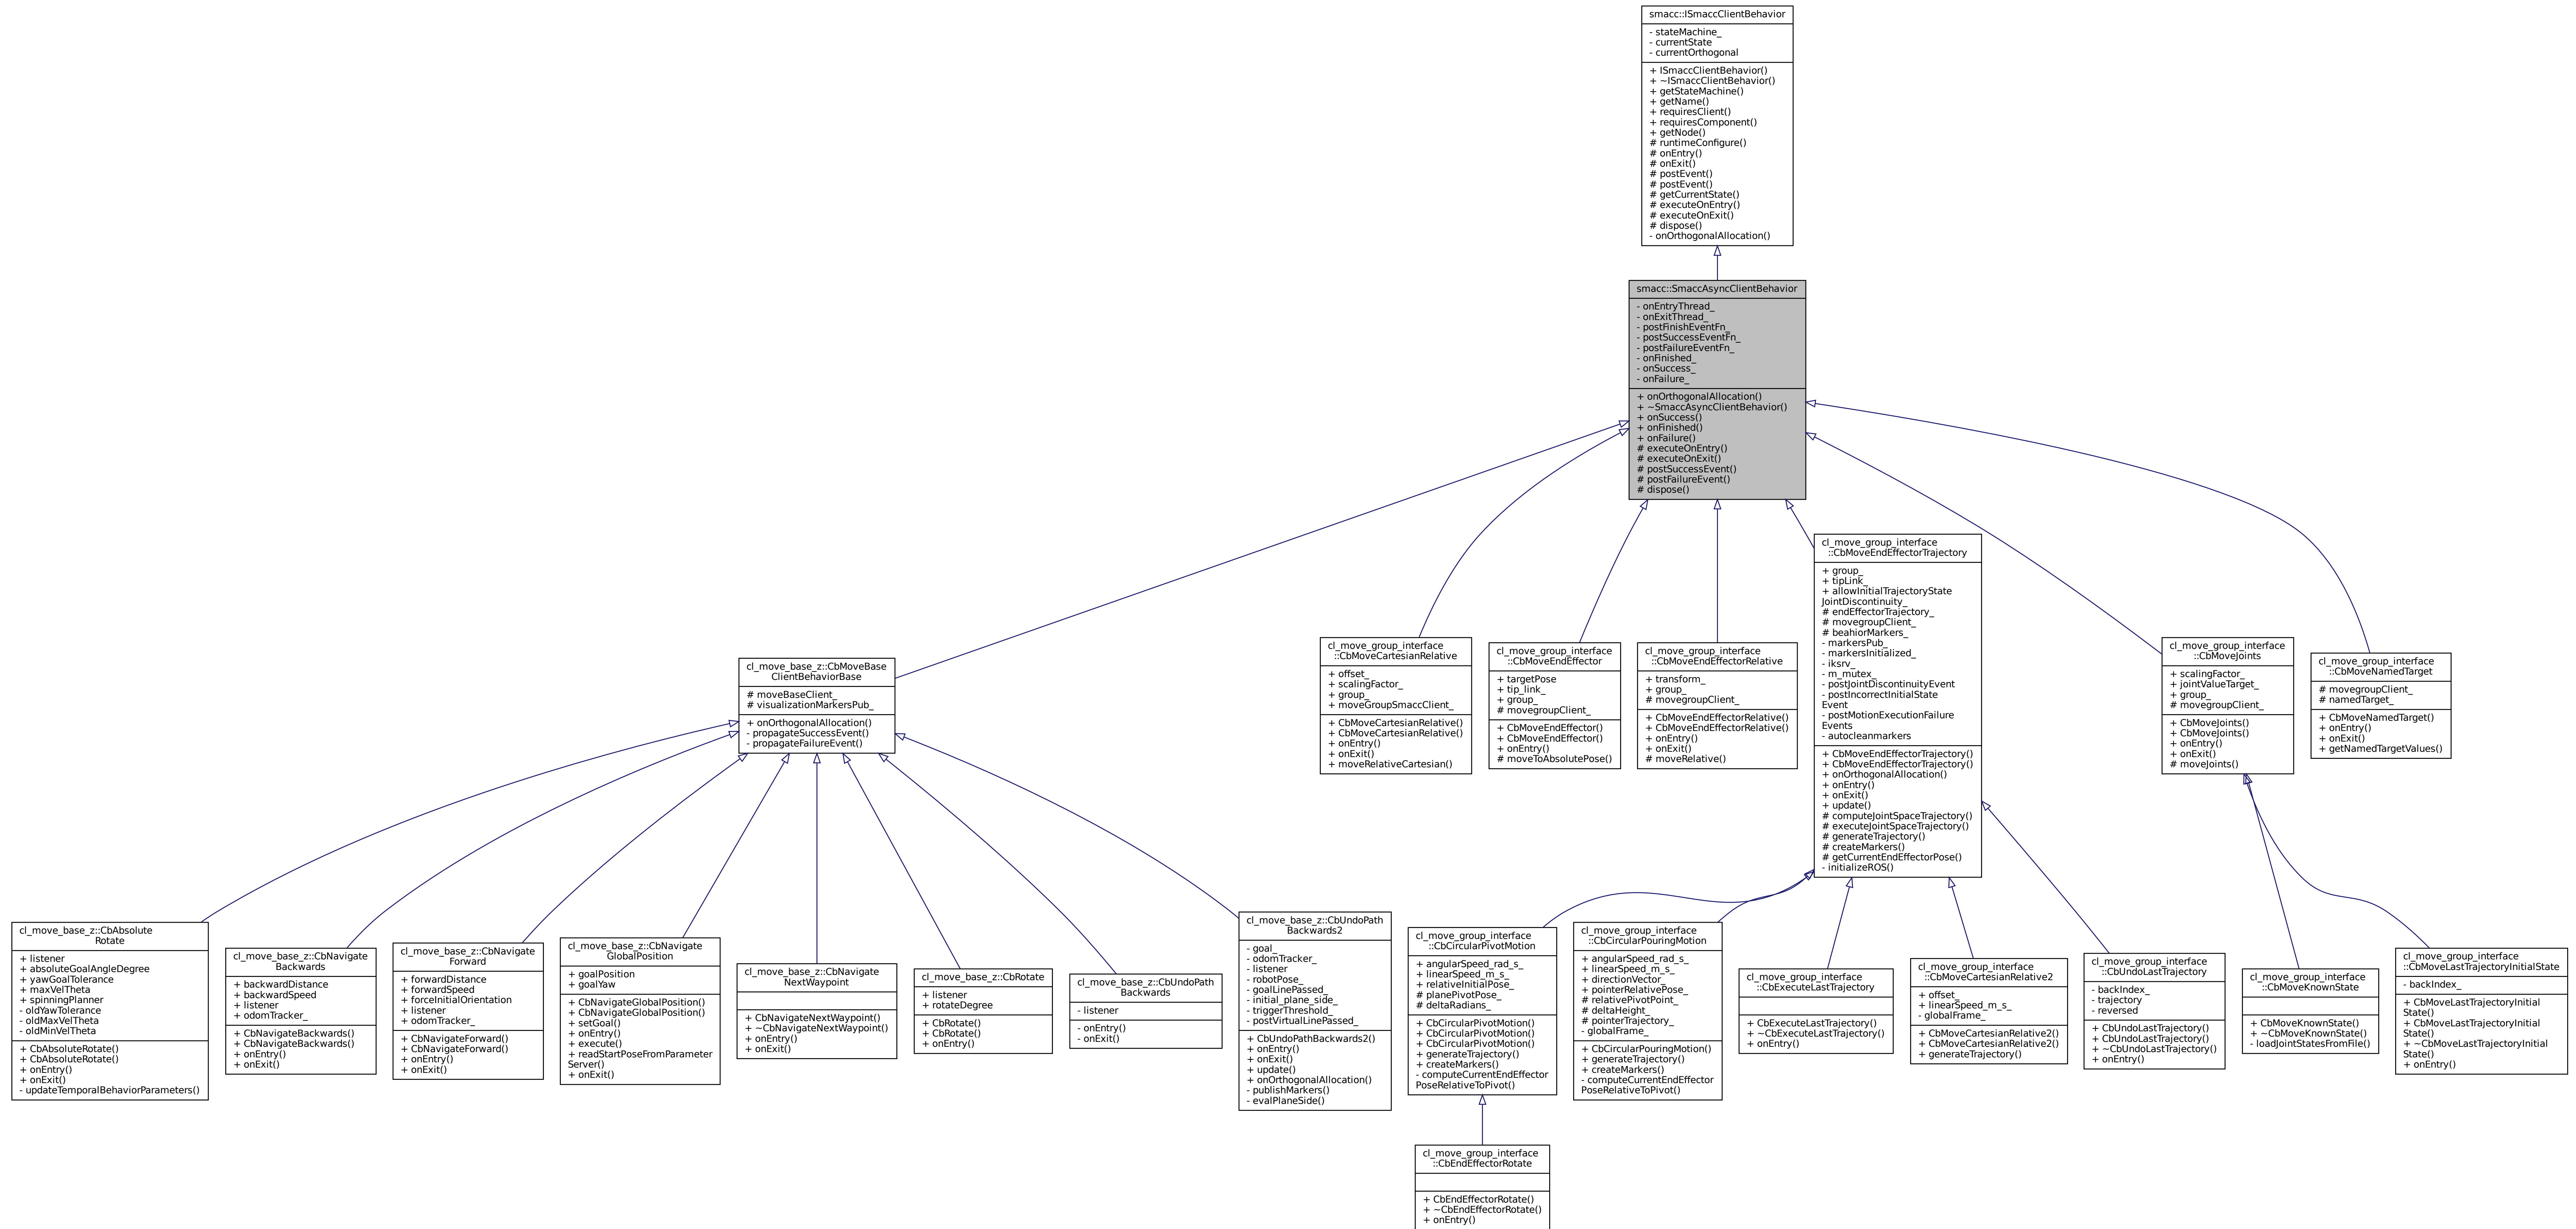 smacc::ISmaccClientBehavior
- stateMachine_
- currentState
- currentOrthogonal
+ ISmaccClientBehavior()
+ ~ISmaccClientBehavior()
+ getStateMachine()
+ getName()
+ requiresClient()
+ requiresComponent()
+ getNode()
# runtimeConfigure()
# onEntry()
# onExit()
# postEvent()
# postEvent()
# getCurrentState()
# executeOnEntry()
# executeOnExit()
# dispose()
- onOrthogonalAllocation()
smacc::SmaccAsyncClientBehavior
- onEntryThread_
- onExitThread_
- postFinishEventFn_
- postSuccessEventFn_
- postFailureEventFn_
- onFinished_
- onSuccess_
- onFailure_
+ onOrthogonalAllocation()
+ ~SmaccAsyncClientBehavior()
+ onSuccess()
+ onFinished()
+ onFailure()
# executeOnEntry()
# executeOnExit()
# postSuccessEvent()
# postFailureEvent()
# dispose()
cl_move_base_z::CbMoveBase
ClientBehaviorBase
# moveBaseClient_
# visualizationMarkersPub_
+ onOrthogonalAllocation()
- propagateSuccessEvent()
- propagateFailureEvent()
cl_move_group_interface
::CbMoveCartesianRelative
+ offset_
+ scalingFactor_
+ group_
+ moveGroupSmaccClient_
+ CbMoveCartesianRelative()
+ CbMoveCartesianRelative()
+ onEntry()
+ onExit()
+ moveRelativeCartesian()
cl_move_group_interface
::CbMoveEndEffector
+ targetPose
+ tip_link_
+ group_
# movegroupClient_
+ CbMoveEndEffector()
+ CbMoveEndEffector()
+ onEntry()
# moveToAbsolutePose()
cl_move_group_interface
::CbMoveEndEffectorRelative
+ transform_
+ group_
# movegroupClient_
+ CbMoveEndEffectorRelative()
+ CbMoveEndEffectorRelative()
+ onEntry()
+ onExit()
# moveRelative()
cl_move_group_interface
::CbMoveEndEffectorTrajectory
+ group_
+ tipLink_
+ allowInitialTrajectoryState
JointDiscontinuity_
# endEffectorTrajectory_
# movegroupClient_
# beahiorMarkers_
- markersPub_
- markersInitialized_
- iksrv_
- m_mutex_
- postJointDiscontinuityEvent
- postIncorrectInitialState
Event
- postMotionExecutionFailure
Events
- autocleanmarkers
+ CbMoveEndEffectorTrajectory()
+ CbMoveEndEffectorTrajectory()
+ onOrthogonalAllocation()
+ onEntry()
+ onExit()
+ update()
# computeJointSpaceTrajectory()
# executeJointSpaceTrajectory()
# generateTrajectory()
# createMarkers()
# getCurrentEndEffectorPose()
- initializeROS()
cl_move_group_interface
::CbMoveJoints
+ scalingFactor_
+ jointValueTarget_
+ group_
# movegroupClient_
+ CbMoveJoints()
+ CbMoveJoints()
+ onEntry()
+ onExit()
# moveJoints()
cl_move_group_interface
::CbMoveNamedTarget
# movegroupClient_
# namedTarget_
+ CbMoveNamedTarget()
+ onEntry()
+ onExit()
+ getNamedTargetValues()
cl_move_base_z::CbAbsolute
Rotate
+ listener
+ absoluteGoalAngleDegree
+ yawGoalTolerance
+ maxVelTheta
+ spinningPlanner
- oldYawTolerance
- oldMaxVelTheta
- oldMinVelTheta
+ CbAbsoluteRotate()
+ CbAbsoluteRotate()
+ onEntry()
+ onExit()
- updateTemporalBehaviorParameters()
cl_move_base_z::CbNavigate
Backwards
+ backwardDistance
+ backwardSpeed
+ listener
+ odomTracker_
+ CbNavigateBackwards()
+ CbNavigateBackwards()
+ onEntry()
+ onExit()
cl_move_base_z::CbNavigate
Forward
+ forwardDistance
+ forwardSpeed
+ forceInitialOrientation
+ listener
+ odomTracker_
+ CbNavigateForward()
+ CbNavigateForward()
+ onEntry()
+ onExit()
cl_move_base_z::CbNavigate
GlobalPosition
+ goalPosition
+ goalYaw
+ CbNavigateGlobalPosition()
+ CbNavigateGlobalPosition()
+ setGoal()
+ onEntry()
+ execute()
+ readStartPoseFromParameter
Server()
+ onExit()
cl_move_base_z::CbNavigate
NextWaypoint
+ CbNavigateNextWaypoint()
+ ~CbNavigateNextWaypoint()
+ onEntry()
+ onExit()
cl_move_base_z::CbRotate
+ listener
+ rotateDegree
+ CbRotate()
+ CbRotate()
+ onEntry()
cl_move_base_z::CbUndoPath
Backwards
- listener
- onEntry()
- onExit()
cl_move_base_z::CbUndoPath
Backwards2
- goal_
- odomTracker_
- listener
- robotPose_
- goalLinePassed_
- initial_plane_side_
- triggerThreshold_
- postVirtualLinePassed_
+ CbUndoPathBackwards2()
+ onEntry()
+ onExit()
+ update()
+ onOrthogonalAllocation()
- publishMarkers()
- evalPlaneSide()
cl_move_group_interface
::CbCircularPivotMotion
+ angularSpeed_rad_s_
+ linearSpeed_m_s_
+ relativeInitialPose_
# planePivotPose_
# deltaRadians_
+ CbCircularPivotMotion()
+ CbCircularPivotMotion()
+ CbCircularPivotMotion()
+ generateTrajectory()
+ createMarkers()
- computeCurrentEndEffector
PoseRelativeToPivot()
cl_move_group_interface
::CbCircularPouringMotion
+ angularSpeed_rad_s_
+ linearSpeed_m_s_
+ directionVector_
+ pointerRelativePose_
# relativePivotPoint_
# deltaHeight_
# pointerTrajectory_
- globalFrame_
+ CbCircularPouringMotion()
+ generateTrajectory()
+ createMarkers()
- computeCurrentEndEffector
PoseRelativeToPivot()
cl_move_group_interface
::CbExecuteLastTrajectory
+ CbExecuteLastTrajectory()
+ ~CbExecuteLastTrajectory()
+ onEntry()
cl_move_group_interface
::CbMoveCartesianRelative2
+ offset_
+ linearSpeed_m_s_
- globalFrame_
+ CbMoveCartesianRelative2()
+ CbMoveCartesianRelative2()
+ generateTrajectory()
cl_move_group_interface
::CbUndoLastTrajectory
- backIndex_
- trajectory
- reversed
+ CbUndoLastTrajectory()
+ CbUndoLastTrajectory()
+ ~CbUndoLastTrajectory()
+ onEntry()
cl_move_group_interface
::CbMoveKnownState
+ CbMoveKnownState()
+ ~CbMoveKnownState()
- loadJointStatesFromFile()
cl_move_group_interface
::CbMoveLastTrajectoryInitialState
- backIndex_
+ CbMoveLastTrajectoryInitial
State()
+ CbMoveLastTrajectoryInitial
State()
+ ~CbMoveLastTrajectoryInitial
State()
+ onEntry()
cl_move_group_interface
::CbEndEffectorRotate
+ CbEndEffectorRotate()
+ ~CbEndEffectorRotate()
+ onEntry()